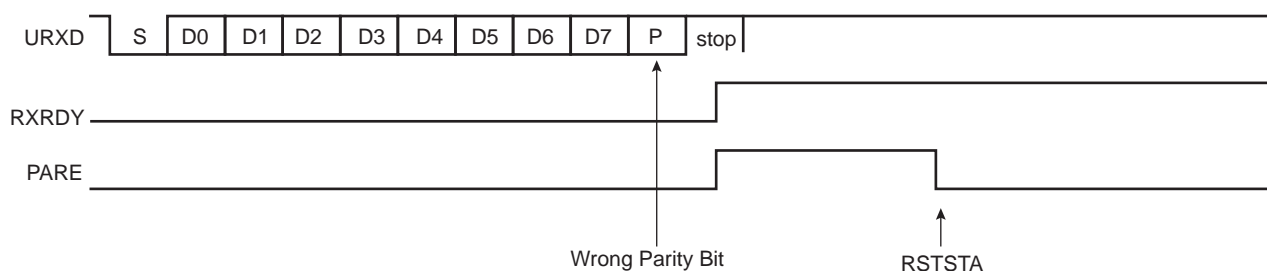 URXD S D0 D1 D2 D3 D4 D5 D6 D7 P stop
RXRDY
PARE
Wrong Parity Bit RSTSTA